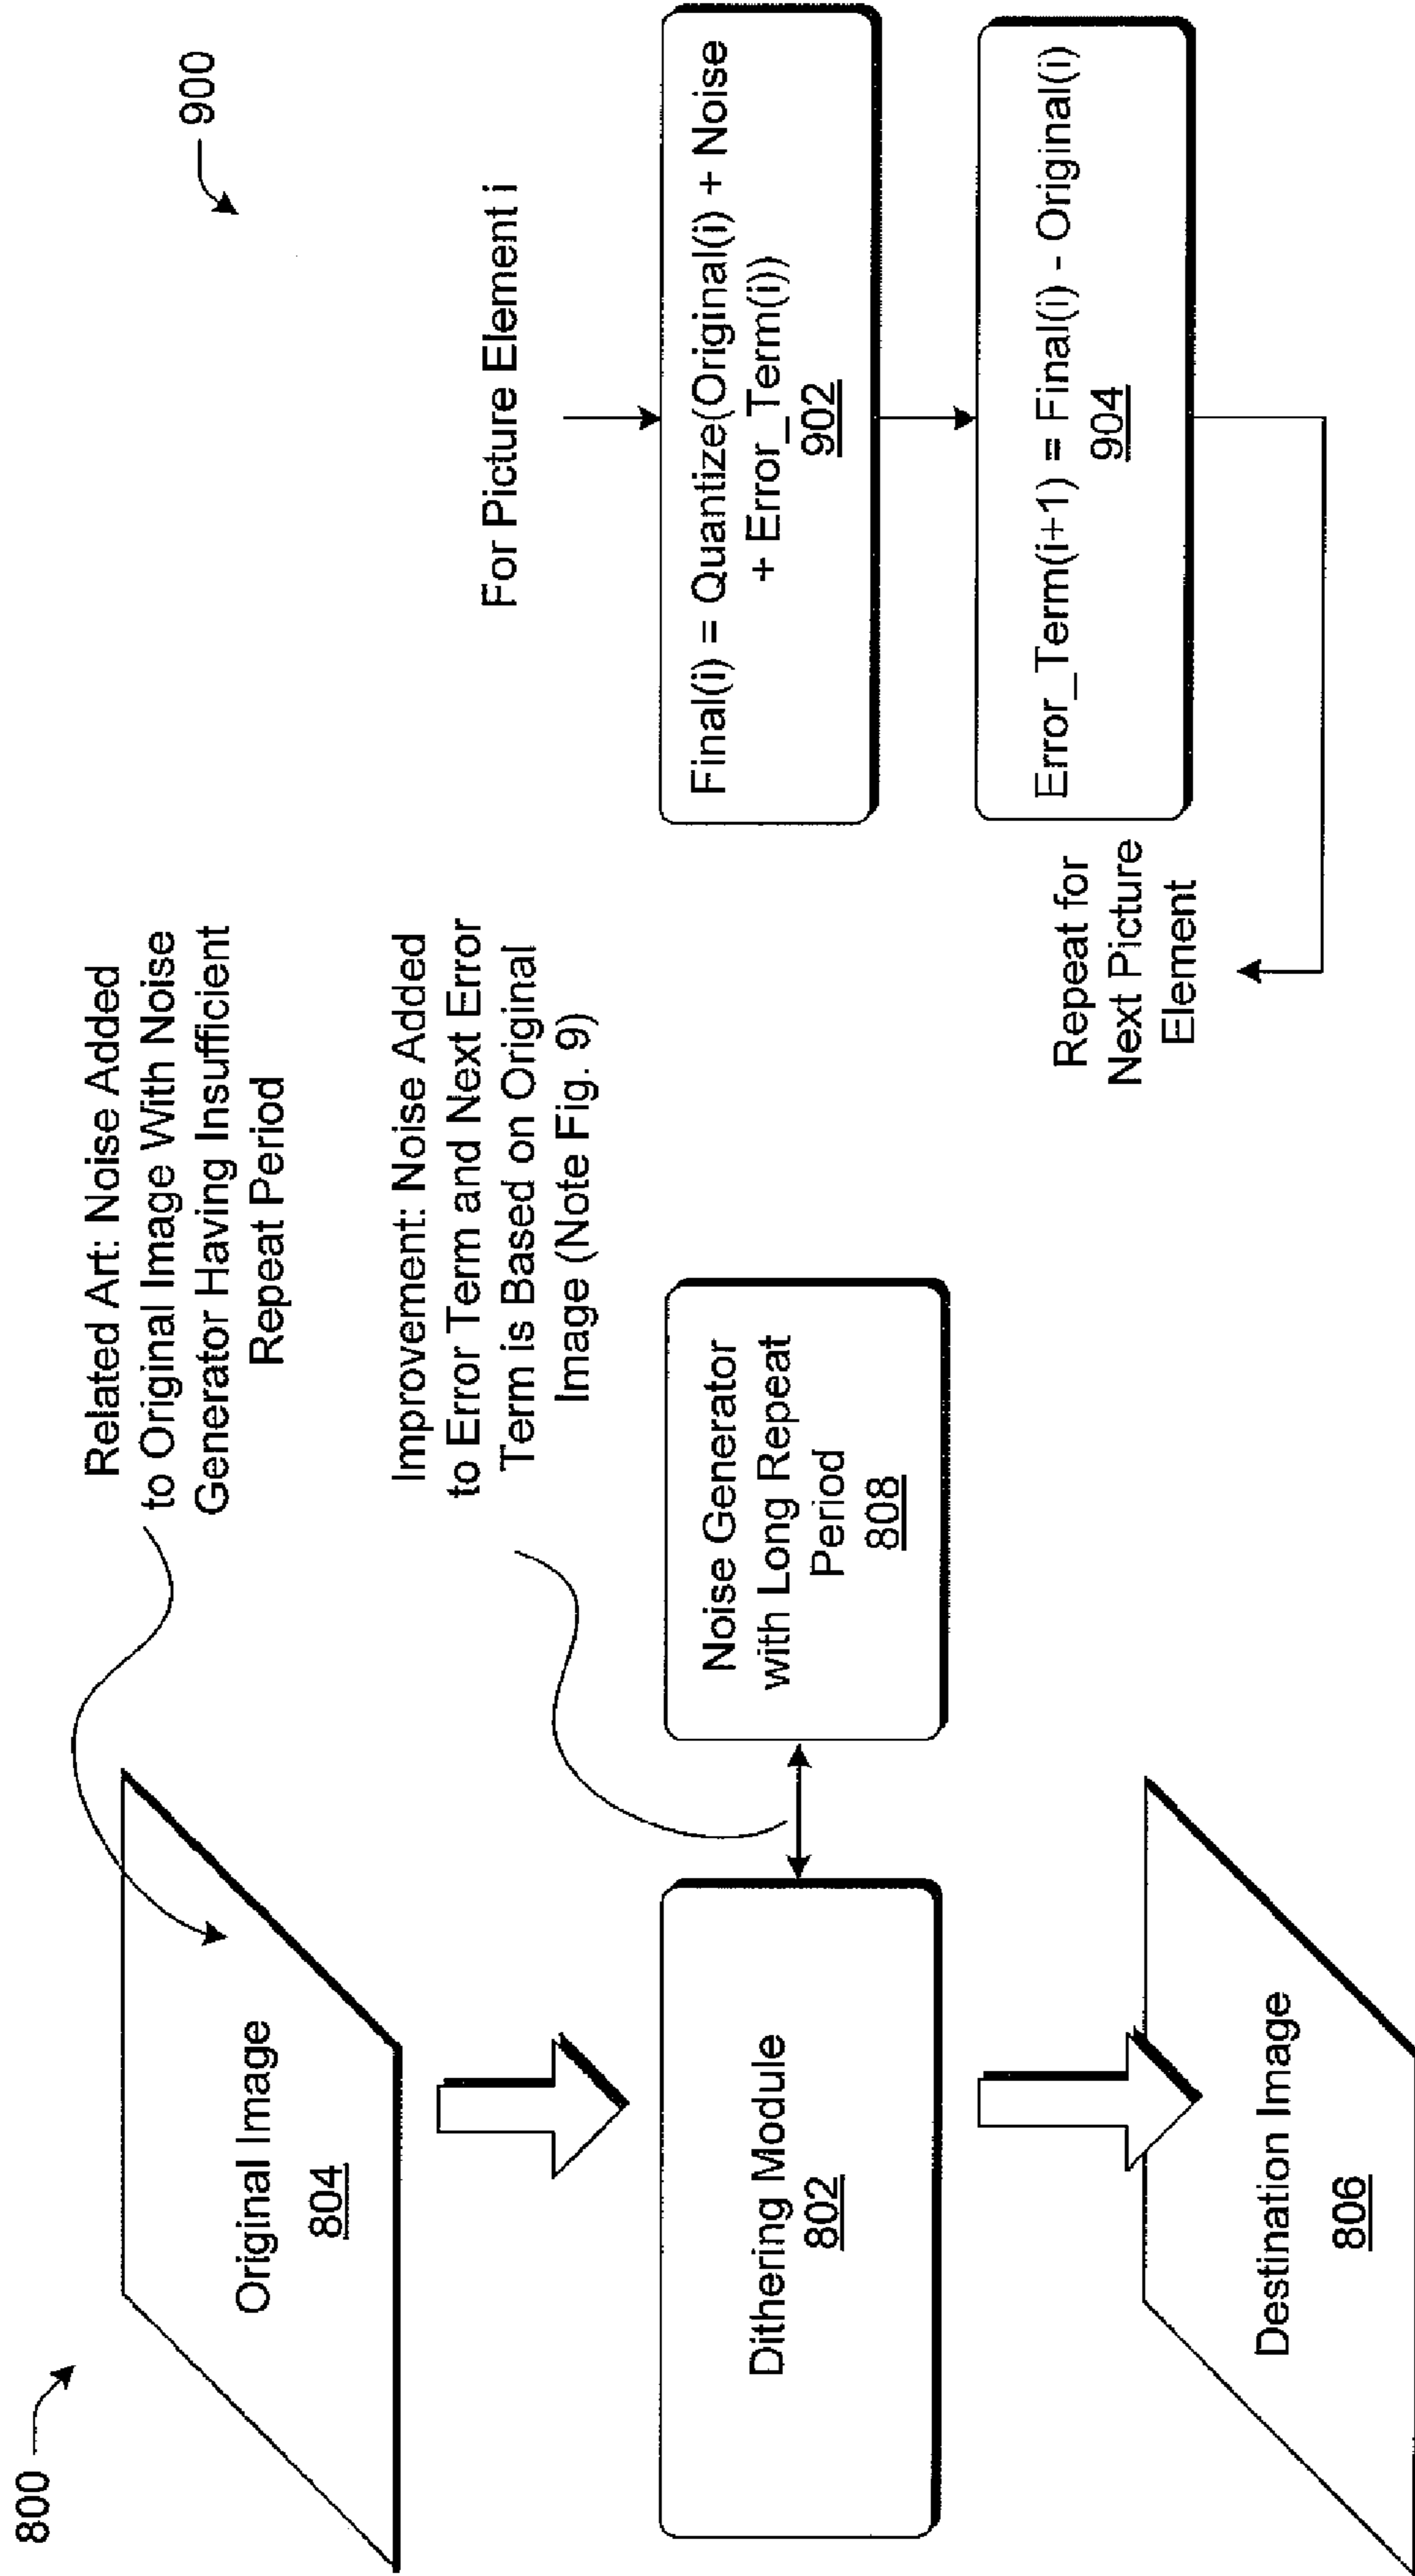 800
Related Art: Noise Added
to Original Image With Noise
Generator Having Insufficient
Repeat Period
Original Image
804
Improvement: Noise Added
to Error Term and Next Error
Term is Based on Original
Image (Note Fig. 9)
Dithering Module
802
Noise Generator
with Long Repeat
Period
808
Destination Image
806
900
For Picture Element i
Final(i) = Quantize(Original(i) + Noise
+ Error_Term(i))
902
Error_Term(i+1) = Final(i) - Original(i)
904
Repeat for
Next Picture
Element